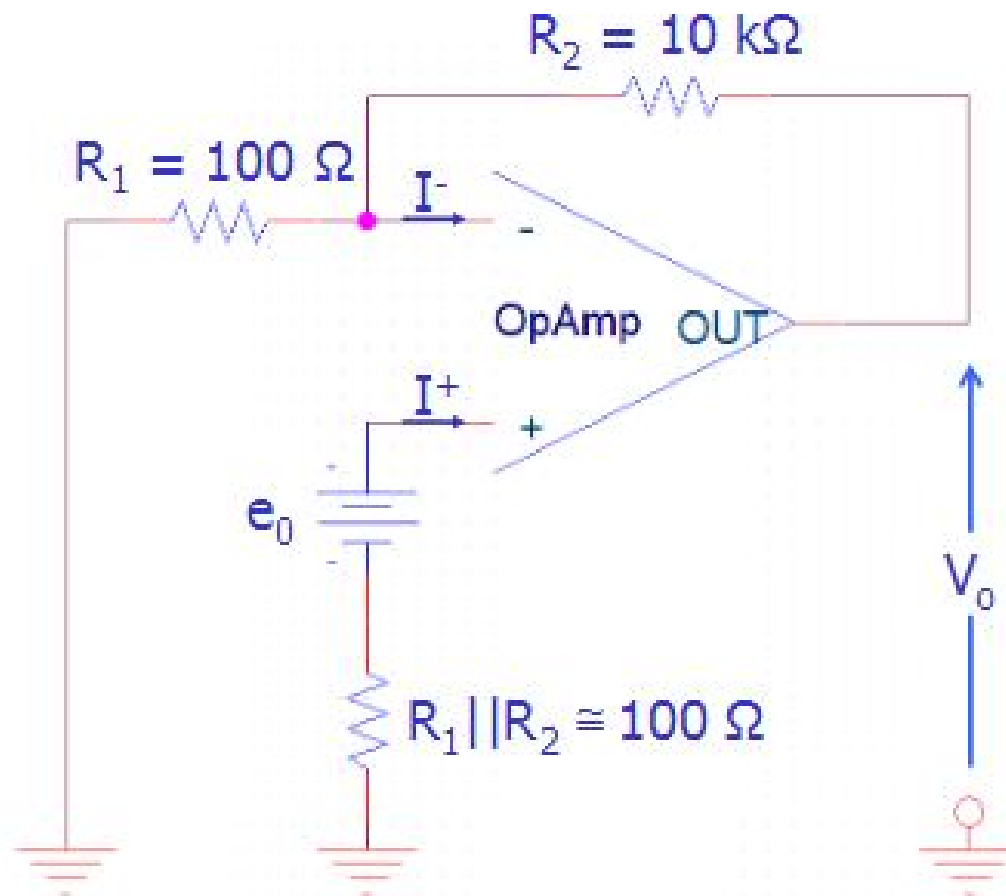 R₂ = 10 kΩ
R₁ = 100 Ω
I⁻
-
OpAmp OUT
I⁺
+
e₀
-
V₀
R₁||R₂ ≅ 100 Ω